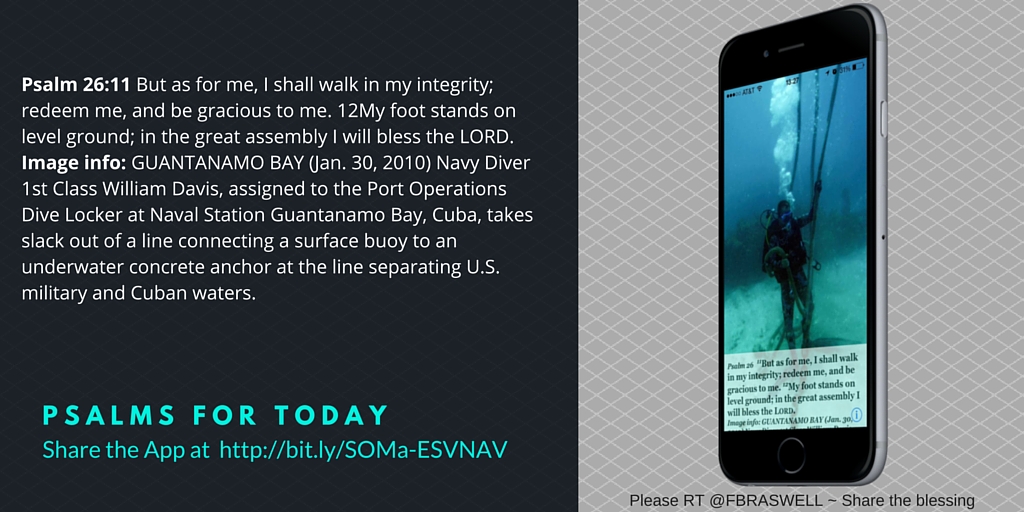 Psalm 26:11 But as for me, I shall walk in my integrity;
redeem me, and be gracious to me. 12My foot stands on
level ground; in the great assembly I will bless the LORD.
Image info: GUANTANAMO BAY (Jan. 30, 2010) Navy Diver
1st Class William Davis, assigned to the Port Operations
Dive Locker at Naval Station Guantanamo Bay, Cuba, takes
slack out of a line connecting a surface buoy to an
underwater concrete anchor at the line separating U.S.
military and Cuban waters.
PSALMS FOR TODAY
Share the App at http://bit.ly/SOMa-ESVNAV
AT&T 13:27 31%
Psalm 26 11But as for me, I shall walk
in my integrity; redeem me, and be
gracious to me. 12My foot stands on
level ground; in the great assembly I
will bless the LORD.
Image info: GUANTANAMO BAY (Jan. 30,
Please RT @FBRASWELL ~ Share the blessing